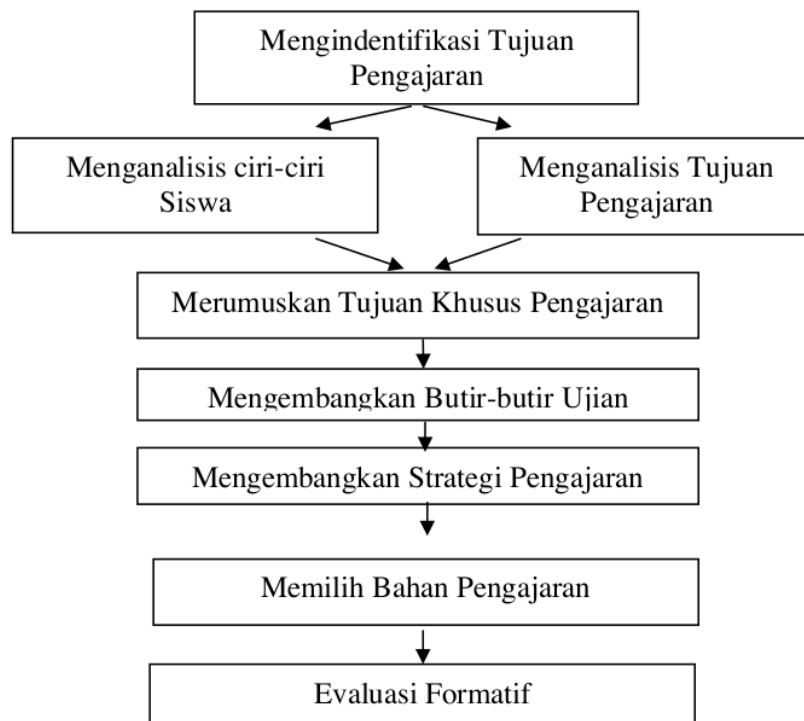 Mengindentifikasi Tujuan
Pengajaran
Menganalisis ciri-ciri
Siswa
Menganalisis Tujuan
Pengajaran
Merumuskan Tujuan Khusus Pengajaran
Mengembangkan Butir-butir Ujian
Mengembangkan Strategi Pengajaran
Memilih Bahan Pengajaran
Evaluasi Formatif